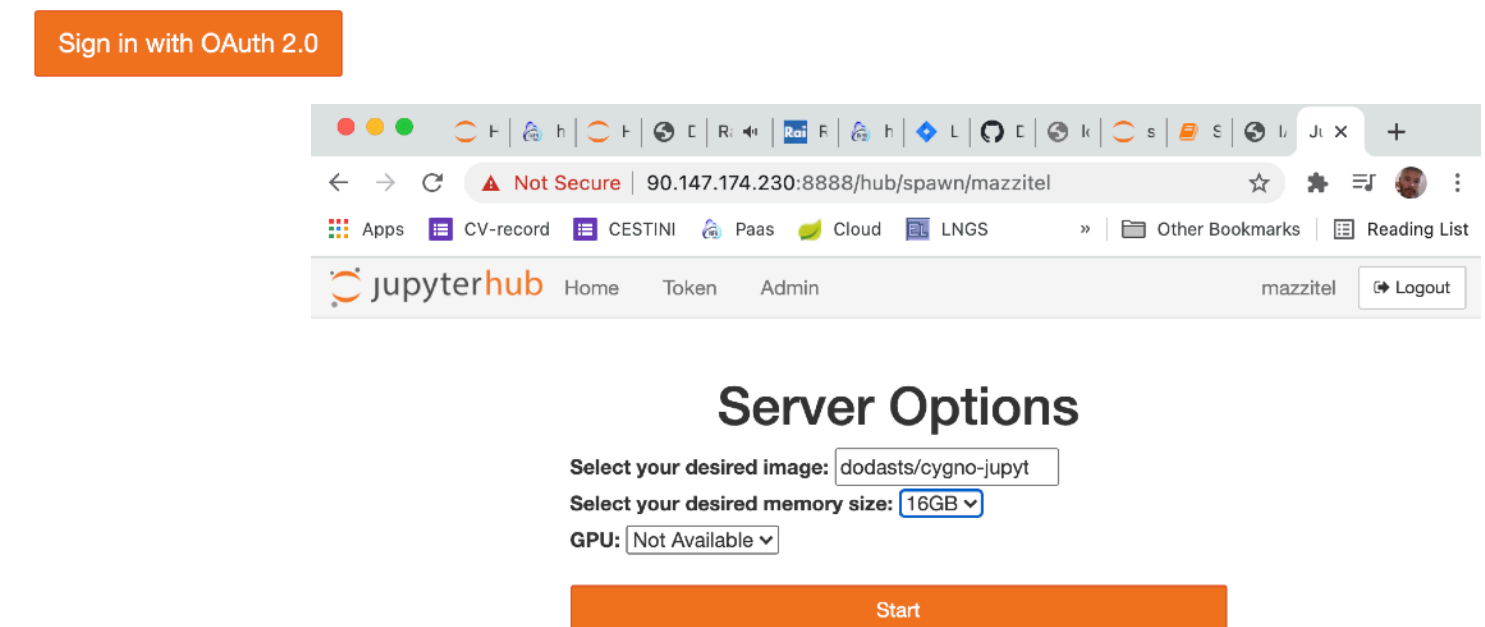 Sign in with OAuth 2.0
Not Secure 90.147.174.230:8888/hub/spawn/mazzitel
Apps CV-record CESTINI Paas Cloud LNGS » Other Bookmarks Reading List
jupyterhub Home Token Admin mazzitel Logout
Server Options
Select your desired image: dodasts/cygno-jupyt
Select your desired memory size: 16GB
GPU: Not Available
Start